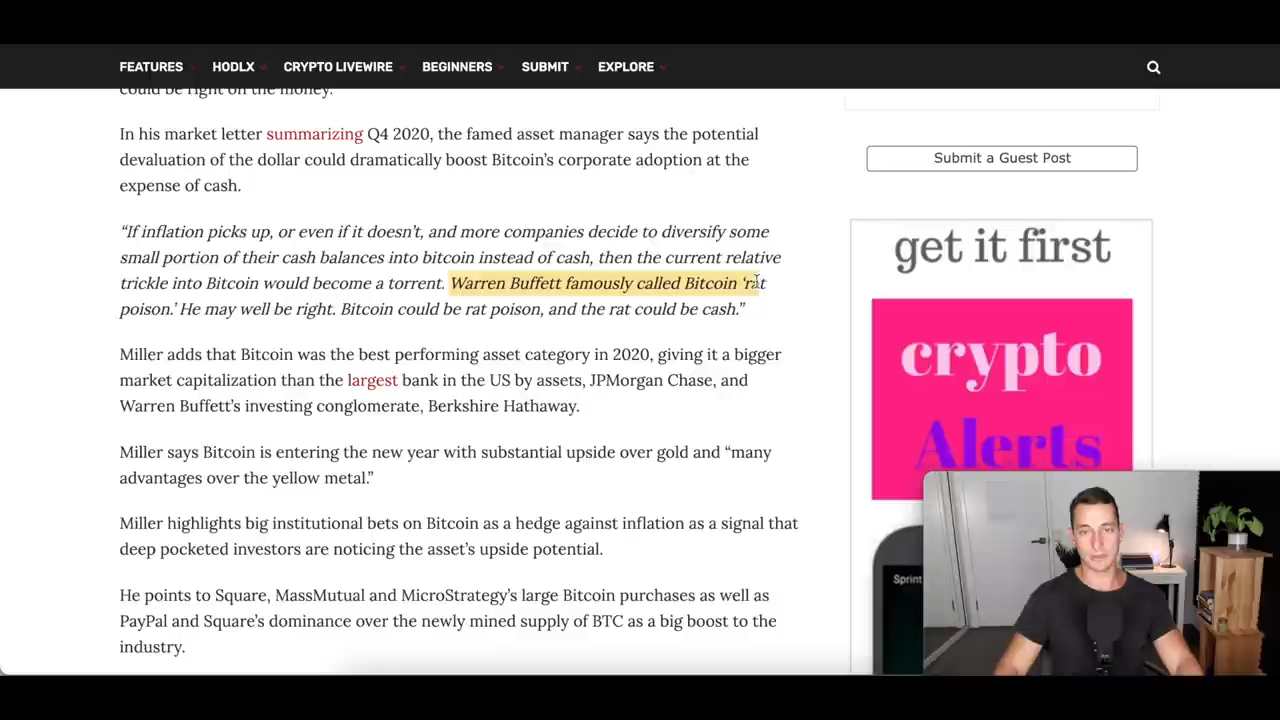 FEATURES HODLX CRYPTO LIVEWIRE BEGINNERS SUBMIT EXPLORE
could be right on the money.
In his market letter summarizing Q4 2020, the famed asset manager says the potential
devaluation of the dollar could dramatically boost Bitcoin’s corporate adoption at the
expense of cash.
“If inflation picks up, or even if it doesn’t, and more companies decide to diversify some
small portion of their cash balances into bitcoin instead of cash, then the current relative
trickle into Bitcoin would become a torrent. Warren Buffett famously called Bitcoin ‘rat
poison.’ He may well be right. Bitcoin could be rat poison, and the rat could be cash.”
Miller adds that Bitcoin was the best performing asset category in 2020, giving it a bigger
market capitalization than the largest bank in the US by assets, JPMorgan Chase, and
Warren Buffett’s investing conglomerate, Berkshire Hathaway.
Miller says Bitcoin is entering the new year with substantial upside over gold and “many
advantages over the yellow metal.”
Miller highlights big institutional bets on Bitcoin as a hedge against inflation as a signal that
deep pocketed investors are noticing the asset’s upside potential.
He points to Square, MassMutual and MicroStrategy’s large Bitcoin purchases as well as
PayPal and Square’s dominance over the newly mined supply of BTC as a big boost to the
industry.
Submit a Guest Post
get it first
crypto
Alerts
Sprint